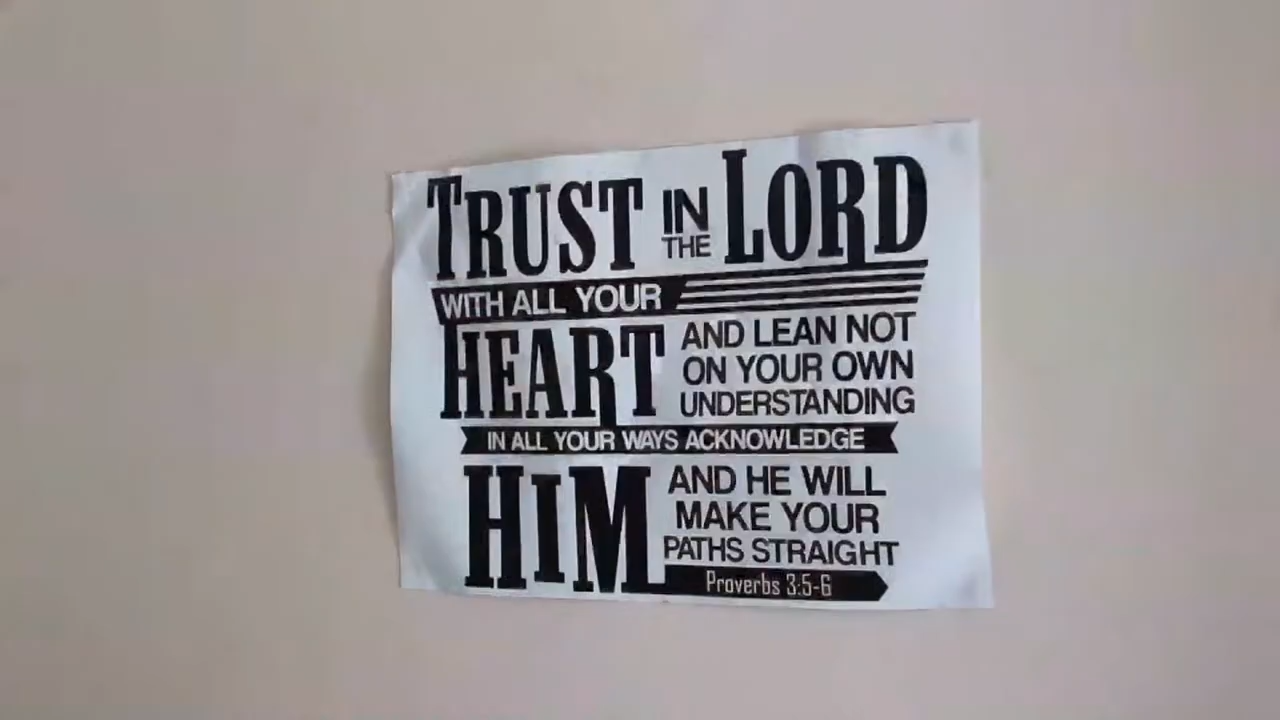 TRUST IN THE LORD
WITH ALL YOUR
HEART AND LEAN NOT
ON YOUR OWN
UNDERSTANDING
IN ALL YOUR WAYS ACKNOWLEDGE
HIM AND HE WILL
MAKE YOUR
PATHS STRAIGHT
Proverbs 3:5-6